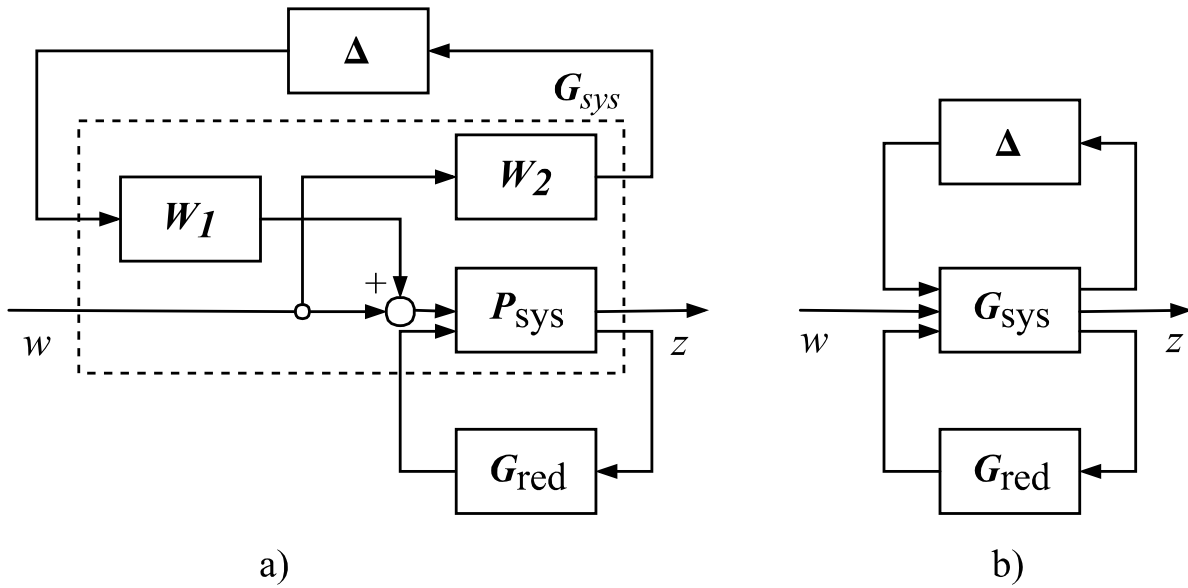 Δ
G_sys
W_2
W_1
+
P_sys
w
z
G_red
a)
Δ
G_sys
w
z
G_red
b)